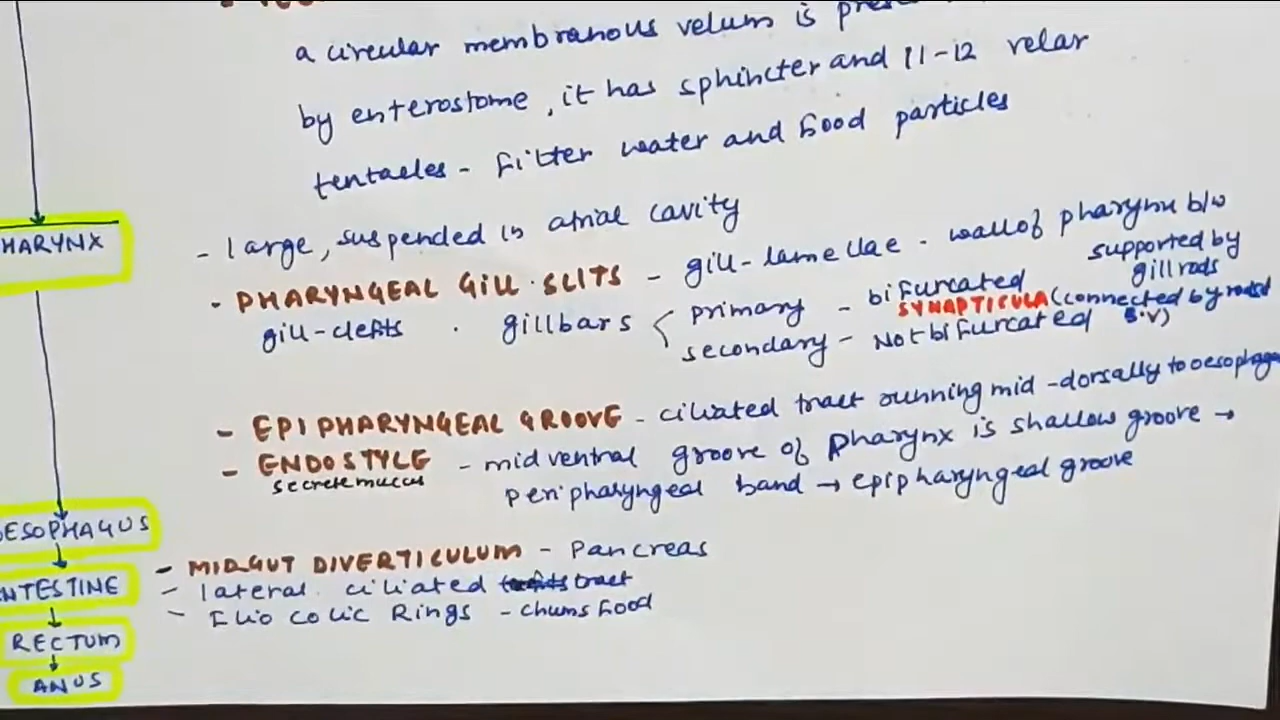 a circular membranous velum is
by enterostome, it has sphincter and 11-12 velar
tentacles - filter water and food particles
HARYNX
- large, suspended in atrial cavity
- PHARYNGEAL GILL SLITS - gill-lamellae - wall of pharynx b/w
supported by
gill rods
gill-clefts . gillbars
primary - bifurcated
SYNAPTICULA (connected by
secondary - Not bifurcated
- EPIPHARYNGEAL GROOVE - ciliated tract running mid-dorsally to oesophag
- ENDOSTYLE - mid ventral groove of pharynx is shallow groove →
secrete mucus
peripharyngeal band → epipharyngeal groove
OESOPHAGUS
- MIDGUT DIVERTICULUM - Pancreas
NTESTINE
- lateral ciliated tract
- Ilio colic Rings - churns food
RECTUM
ANUS